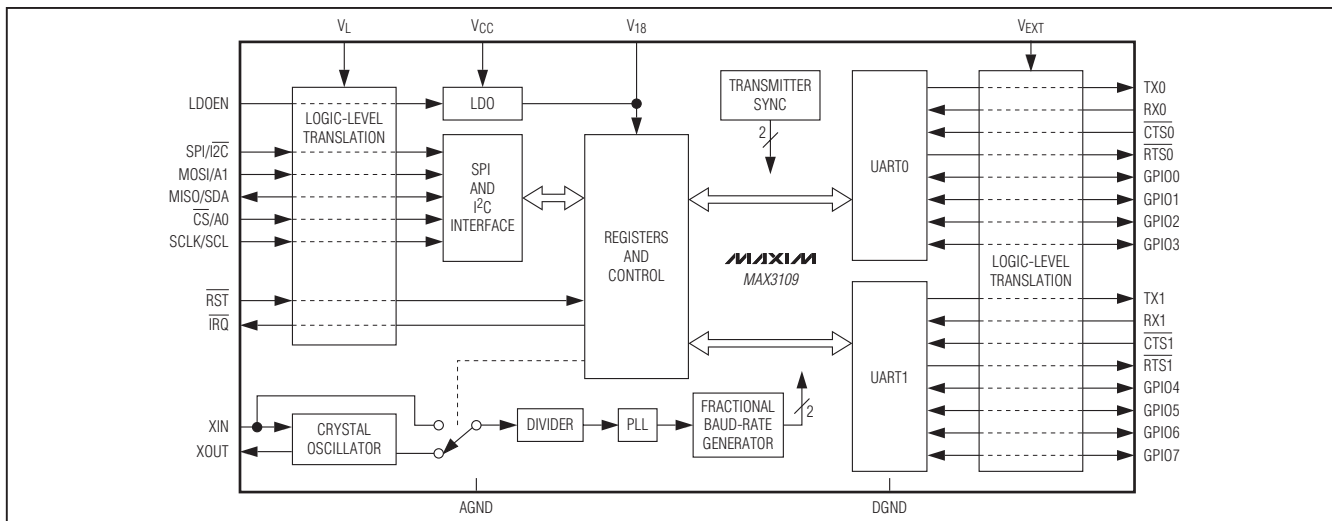 VL
VCC
V18
VEXT
LDOEN
SPI/I2C
MOSI/A1
MISO/SDA
CS/A0
SCLK/SCL
RST
IRQ
XIN
XOUT
LOGIC-LEVEL
TRANSLATION
LDO
SPI
AND
I2C
INTERFACE
REGISTERS
AND
CONTROL
TRANSMITTER
SYNC
2
MAXIM
MAX3109
CRYSTAL
OSCILLATOR
DIVIDER
PLL
FRACTIONAL
BAUD-RATE
GENERATOR
2
UART0
UART1
LOGIC-LEVEL
TRANSLATION
TX0
RX0
CTS0
RTS0
GPIO0
GPIO1
GPIO2
GPIO3
TX1
RX1
CTS1
RTS1
GPIO4
GPIO5
GPIO6
GPIO7
AGND
DGND